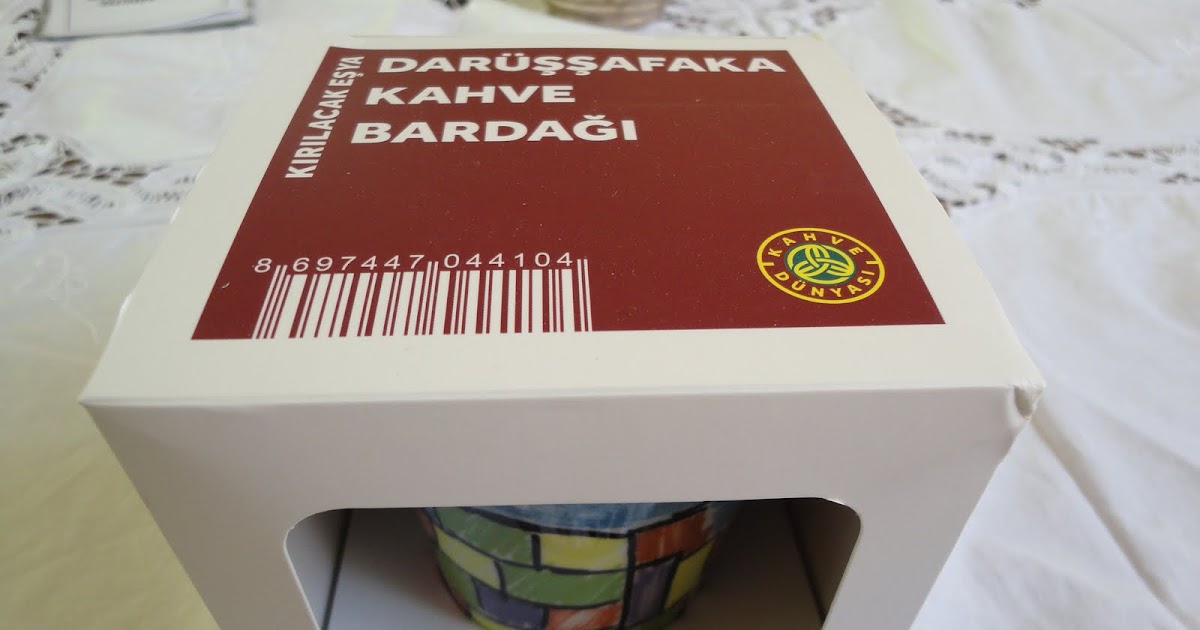 KIRILACAK EŞYA
DARÜŞŞAFAKA
KAHVE
BARDAĞI
8 697447 044104
KAHVE
DÜNYASI